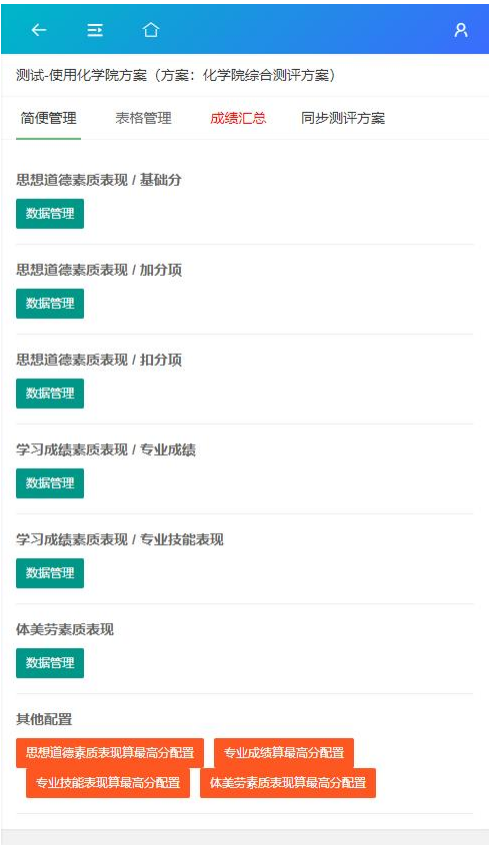 测试-使用化学院方案（方案：化学院综合测评方案）
简便管理 表格管理 成绩汇总 同步测评方案
思想道德素质表现 / 基础分
数据管理
思想道德素质表现 / 加分项
数据管理
思想道德素质表现 / 扣分项
数据管理
学习成绩素质表现 / 专业成绩
数据管理
学习成绩素质表现 / 专业技能表现
数据管理
体美劳素质表现
数据管理
其他配置
思想道德素质表现算最高分配置 专业成绩算最高分配置
专业技能表现算最高分配置 体美劳素质表现算最高分配置